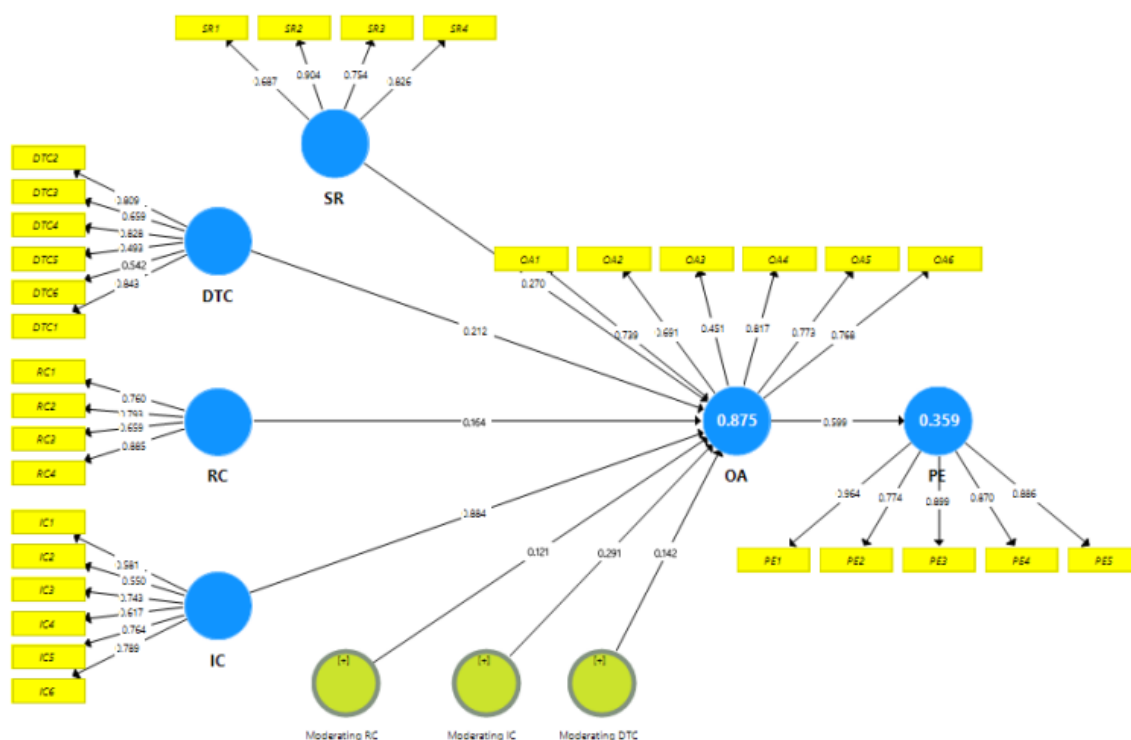 SR1 SR2 SR3 SR4
0.687 0.904 0.754 0.826
SR
DTC2
DTC3
DTC4
DTC5
DTC6
DTC1
0.809
0.659
0.828
0.493
0.542
0.843
DTC
OA1 OA2 OA3 OA4 OA5 OA6
0.270
0.739 0.691 0.451 0.817 0.773 0.768
0.212
RC1
RC2
RC3
RC4
0.760
0.793
0.659
0.885
RC
0.164
0.875
OA
0.599
0.359
PE
0.964 0.774 0.899 0.870 0.886
PE1 PE2 PE3 PE4 PE5
IC1
IC2
IC3
IC4
IC5
IC6
0.581
0.550
0.743
0.617
0.764
0.789
IC
0.884
0.121
0.291
0.142
[+] [+] [+]
Moderating RC Moderating IC Moderating DTC